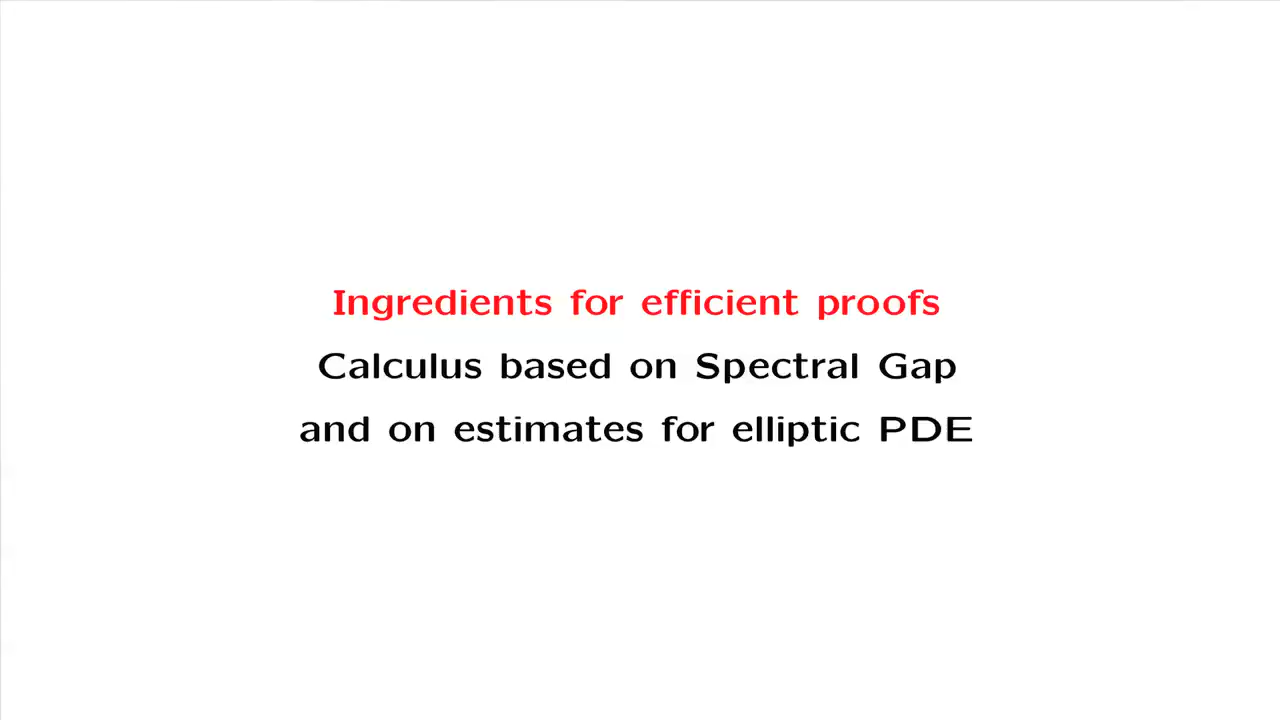 Ingredients for efficient proofs
Calculus based on Spectral Gap
and on estimates for elliptic PDE